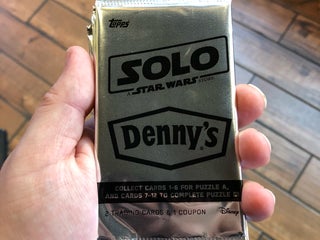 Topps
SOLO
A STAR WARS STORY
Denny's
COLLECT CARDS 1-6 FOR PUZZLE A,
AND CARDS 7-12 TO COMPLETE PUZZLE
2 TRADING CARDS & 1 COUPON
Disney